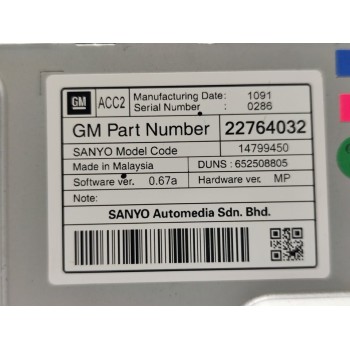 GM ACC2 Manufacturing Date: 1091
Serial Number : 0286
GM Part Number 22764032
SANYO Model Code 14799450
Made in Malaysia DUNS : 652508805
Software ver. 0.67a Hardware ver. MP
Note:
SANYO Automedia Sdn. Bhd.